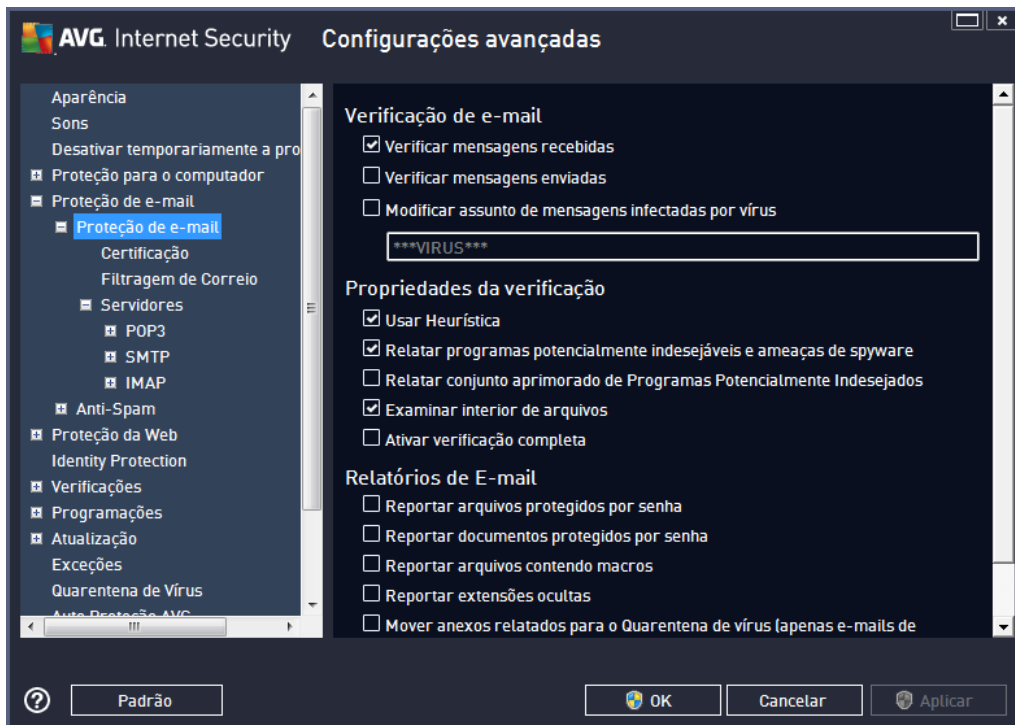 AVG. Internet Security Configurações avançadas
Aparência
Sons
Desativar temporariamente a pro
Proteção para o computador
Proteção de e-mail
Proteção de e-mail
Certificação
Filtragem de Correio
Servidores
POP3
SMTP
IMAP
Anti-Spam
Proteção da Web
Identity Protection
Verificações
Programações
Atualização
Exceções
Quarentena de Vírus
Auto Proteção AVG
Verificação de e-mail
Verificar mensagens recebidas
Verificar mensagens enviadas
Modificar assunto de mensagens infectadas por vírus
***VIRUS***
Propriedades da verificação
Usar Heurística
Relatar programas potencialmente indesejáveis e ameaças de spyware
Relatar conjunto aprimorado de Programas Potencialmente Indesejados
Examinar interior de arquivos
Ativar verificação completa
Relatórios de E-mail
Reportar arquivos protegidos por senha
Reportar documentos protegidos por senha
Reportar arquivos contendo macros
Reportar extensões ocultas
Mover anexos relatados para o Quarentena de vírus (apenas e-mails de
Padrão
OK
Cancelar
Aplicar